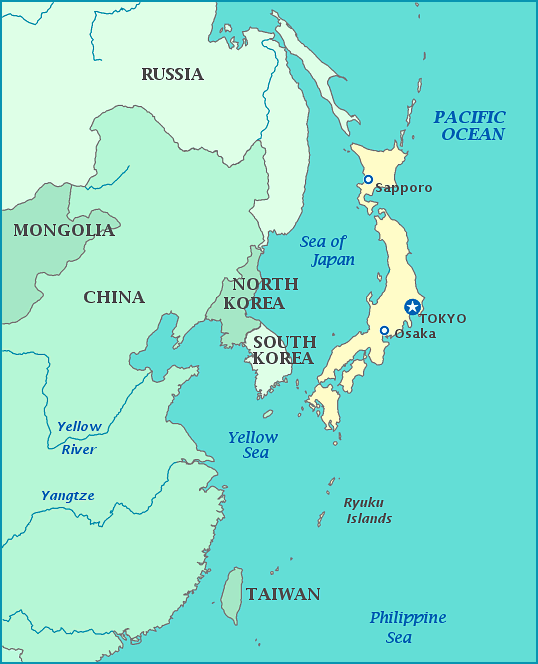 RUSSIA
PACIFIC
OCEAN
Sapporo
MONGOLIA
Sea of
Japan
NORTH
KOREA
CHINA
TOKYO
Osaka
SOUTH
KOREA
Yellow
River
Yellow
Sea
Yangtze
Ryuku
Islands
TAIWAN
Philippine
Sea